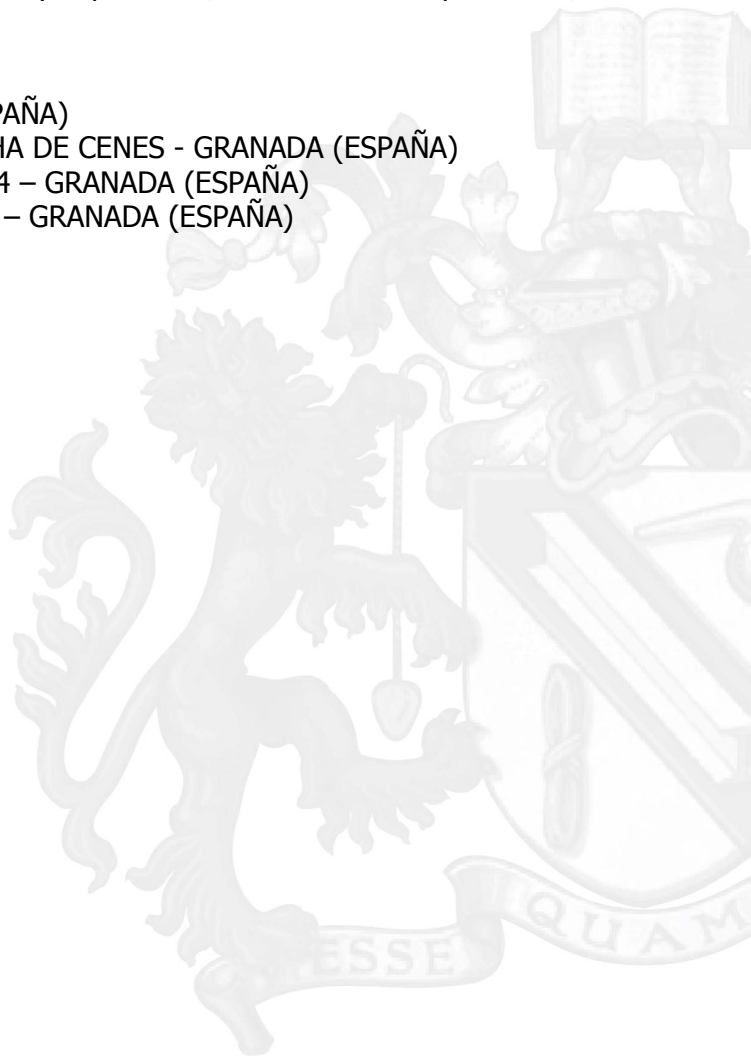 PAÑA)
HA DE CENES - GRANADA (ESPAÑA)
4 – GRANADA (ESPAÑA)
– GRANADA (ESPAÑA)
ESSE
QUAM